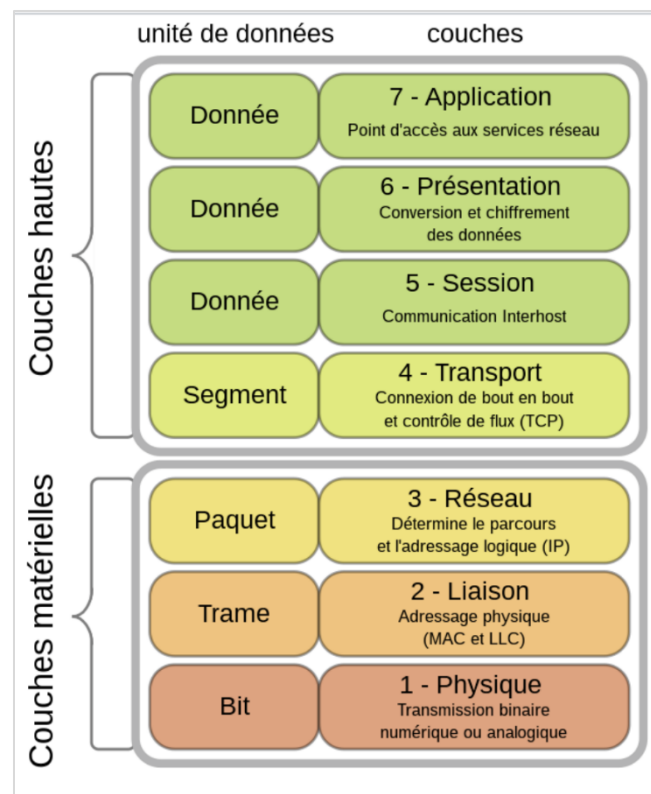 unité de données
couches
Couches hautes
Donnée
7 - Application
Point d'accès aux services réseau
Donnée
6 - Présentation
Conversion et chiffrement
des données
Donnée
5 - Session
Communication Interhost
Segment
4 - Transport
Connexion de bout en bout
et contrôle de flux (TCP)
Couches matérielles
Paquet
3 - Réseau
Détermine le parcours
et l'adressage logique (IP)
Trame
2 - Liaison
Adressage physique
(MAC et LLC)
Bit
1 - Physique
Transmission binaire
numérique ou analogique